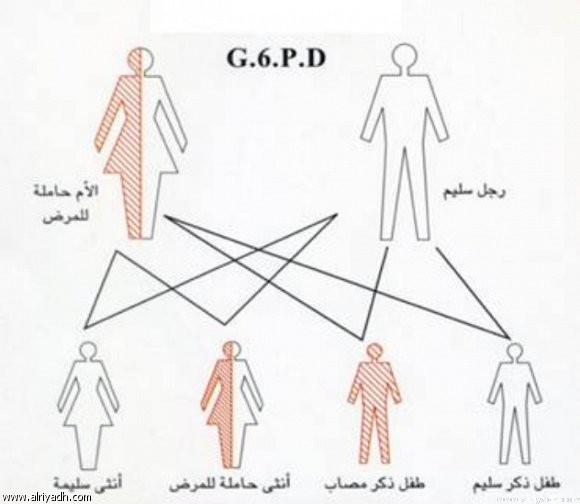 G.6.P.D
رجل سليم
الأم حاملة
للمرض
طفل ذكر سليم
طفل ذكر مصاب
أنثى حاملة للمرض
أنثى سليمة
www.alriyadh.com